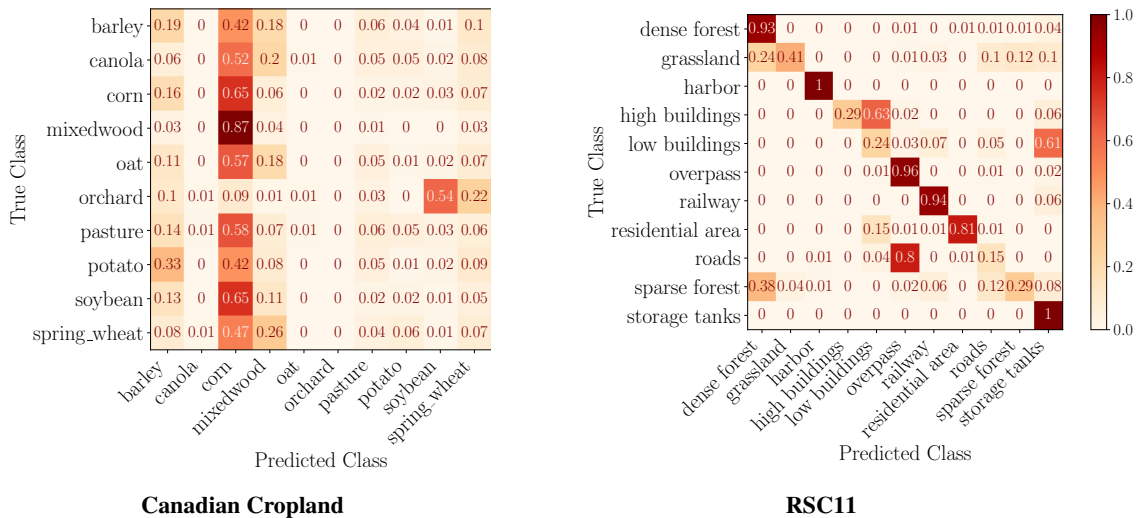 True Class
barley 0.19 0 0.42 0.18 0 0 0.06 0.04 0.01 0.1
canola 0.06 0 0.52 0.2 0.01 0 0.05 0.05 0.02 0.08
corn 0.16 0 0.65 0.06 0 0 0.02 0.02 0.03 0.07
mixedwood 0.03 0 0.87 0.04 0 0 0.01 0 0 0.03
oat 0.11 0 0.57 0.18 0 0 0.05 0.01 0.02 0.07
orchard 0.1 0.01 0.09 0.01 0.01 0 0.03 0 0.54 0.22
pasture 0.14 0.01 0.58 0.07 0.01 0 0.06 0.05 0.03 0.06
potato 0.33 0 0.42 0.08 0 0 0.05 0.01 0.02 0.09
soybean 0.13 0 0.65 0.11 0 0 0.02 0.02 0.01 0.05
spring_wheat 0.08 0.01 0.47 0.26 0 0 0.04 0.06 0.01 0.07
barley canola corn mixedwood oat orchard pasture potato soybean spring_wheat
Predicted Class
Canadian Cropland
True Class
dense forest 0.93 0 0 0 0 0.01 0 0.01 0.01 0.01 0.04
grassland 0.24 0.41 0 0 0 0.01 0.03 0 0.1 0.12 0.1
harbor 0 0 1 0 0 0 0 0 0 0 0
high buildings 0 0 0 0.29 0.63 0.02 0 0 0 0 0.06
low buildings 0 0 0 0 0.24 0.03 0.07 0 0.05 0 0.61
overpass 0 0 0 0 0.01 0.96 0 0 0.01 0 0.02
railway 0 0 0 0 0 0 0.94 0 0 0 0.06
residential area 0 0 0 0 0.15 0.01 0.01 0.81 0.01 0 0
roads 0 0 0.01 0 0.04 0.8 0 0.01 0.15 0 0
sparse forest 0.38 0.04 0.01 0 0 0.02 0.06 0 0.12 0.29 0.08
storage tanks 0 0 0 0 0 0 0 0 0 0 1
dense forest grassland harbor high buildings low buildings overpass railway residential area roads sparse forest storage tanks
Predicted Class
RSC11
1.0
0.8
0.6
0.4
0.2
0.0